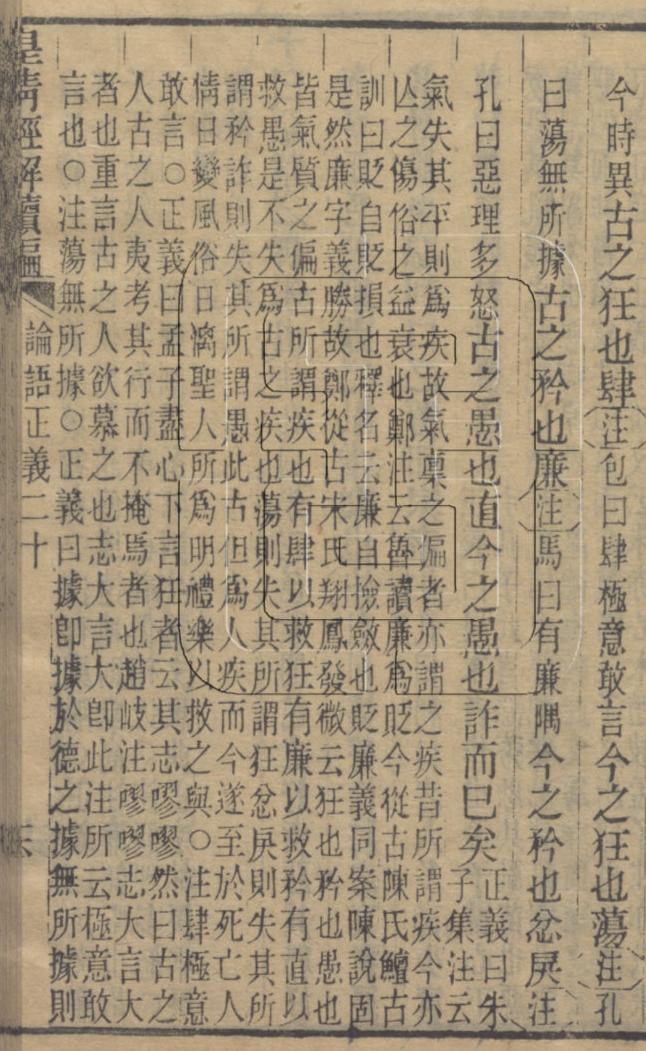 今時異古之狂也肆注包曰肆極意敢言今之狂也蕩注孔
曰蕩無所據古之矜也廉注馬曰有廉隅今之矜也忿戾注
孔曰惡理多怒古之愚也直今之愚也詐而已矣正義曰朱
子集注云
氣失其平則爲疾故氣稟之偏者亦謂之疾昔所謂疾今亦
亾之傷俗之益衰也鄭注云魯讀廉爲貶今從古陳氏鱣古
訓曰貶自貶損也釋名云廉自撿斂也貶廉義同案陳說固
是然廉字義勝故鄭從古宋氏翔鳳發微云狂也矜也愚也
皆氣質之偏古所謂疾也有肆以救狂有廉以救矜有直以
救愚是不失爲古之疾也蕩則失其所謂狂忿戾則失其所
謂矜詐則失其所謂愚此古但爲人疾而今遂至於死亡人
情日變風俗日漓聖人所爲明禮樂以救之與○注肆極意
敢言○正義曰孟子盡心下言狂者云其志嘐嘐然曰古之
人古之人夷考其行而不掩焉者也趙岐注嘐嘐志大言大
者也重言古之人欲慕之也志大言大卽此注所云極意敢
言也○注蕩無所據○正義曰據卽據於德之據無所據則
皇淸經解續編
論語正義二十